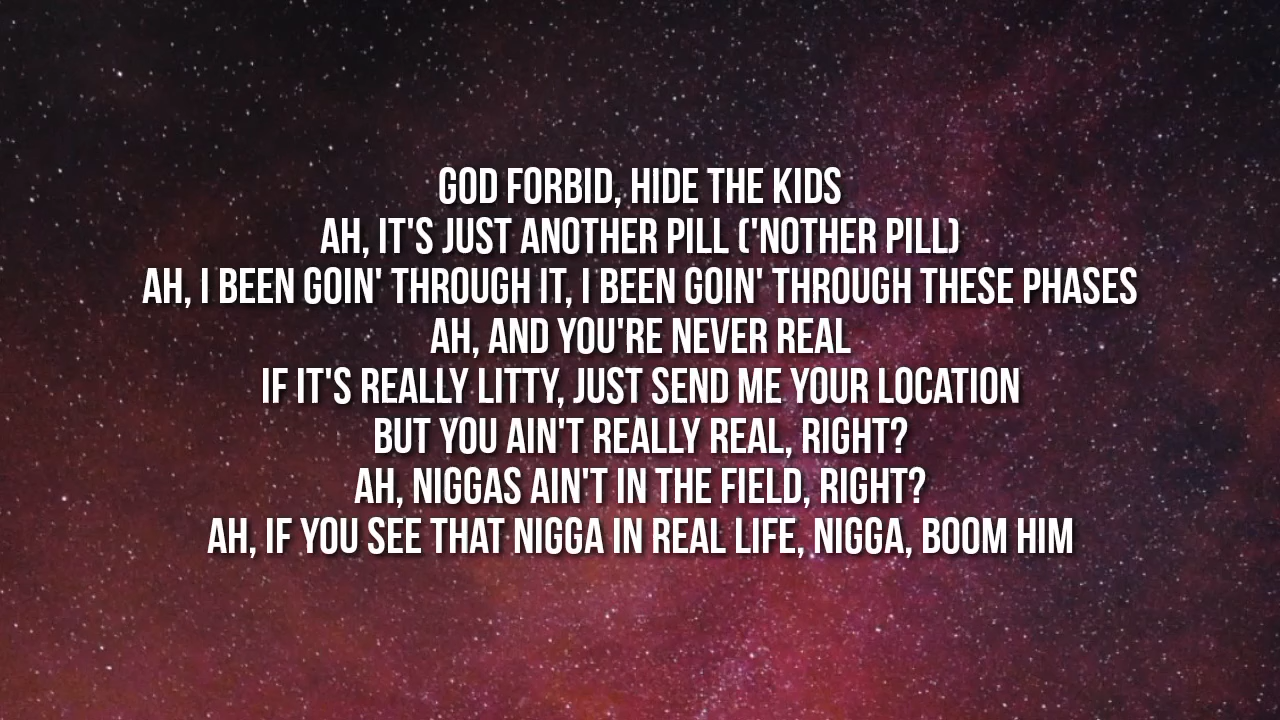 GOD FORBID, HIDE THE KIDS
AH, IT'S JUST ANOTHER PILL ('NOTHER PILL)
AH, I BEEN GOIN' THROUGH IT, I BEEN GOIN' THROUGH THESE PHASES
AH, AND YOU'RE NEVER REAL
IF IT'S REALLY LITTY, JUST SEND ME YOUR LOCATION
BUT YOU AIN'T REALLY REAL, RIGHT?
AH, NIGGAS AIN'T IN THE FIELD, RIGHT?
AH, IF YOU SEE THAT NIGGA IN REAL LIFE, NIGGA, BOOM HIM